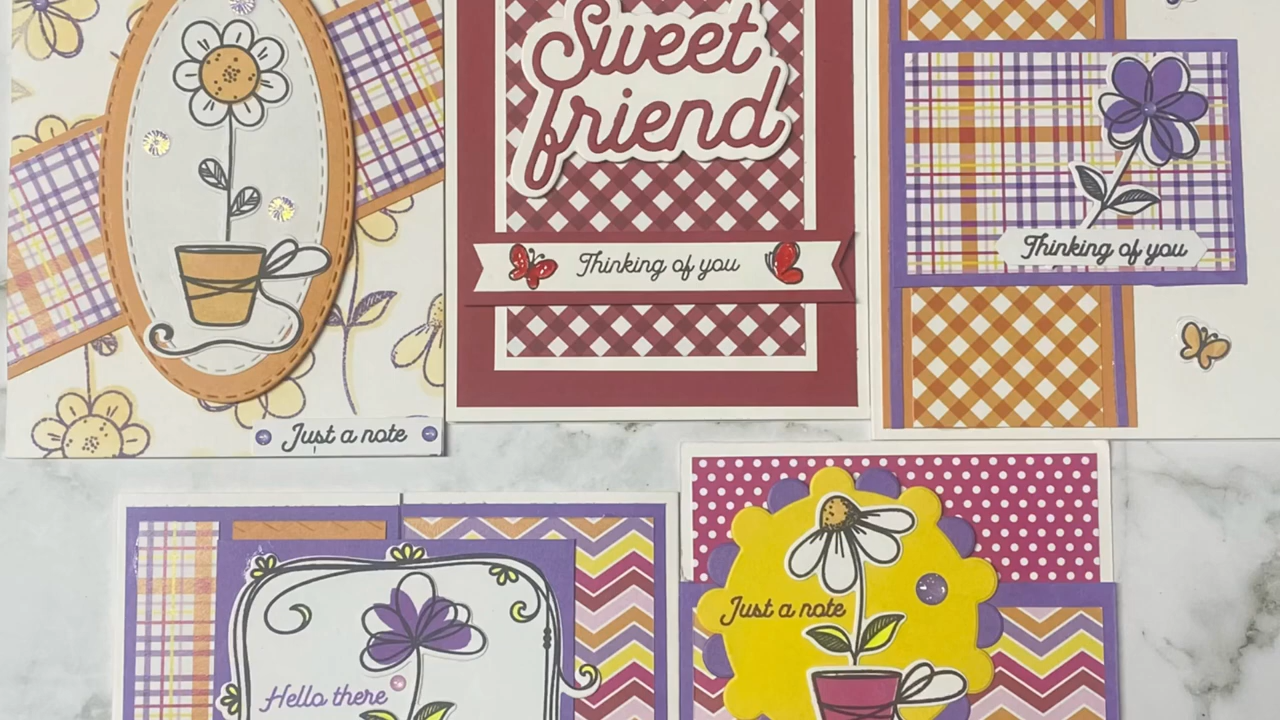 Sweet
friend
Thinking of you
Thinking of you
Just a note
Just a note
Hello there